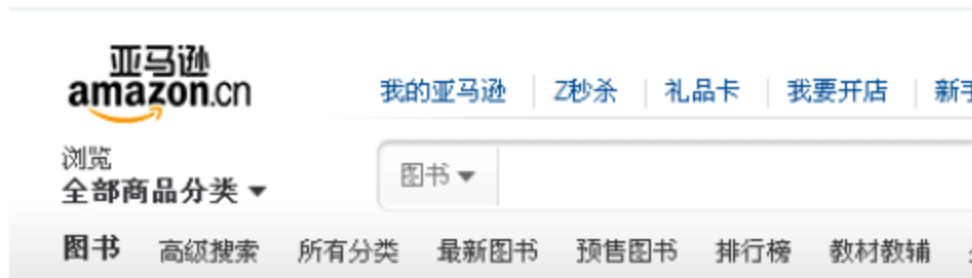 亚马逊
amazon.cn
我的亚马逊 Z秒杀 礼品卡 我要开店 新手
浏览
全部商品分类
图书
图书 高级搜索 所有分类 最新图书 预售图书 排行榜 教材教辅